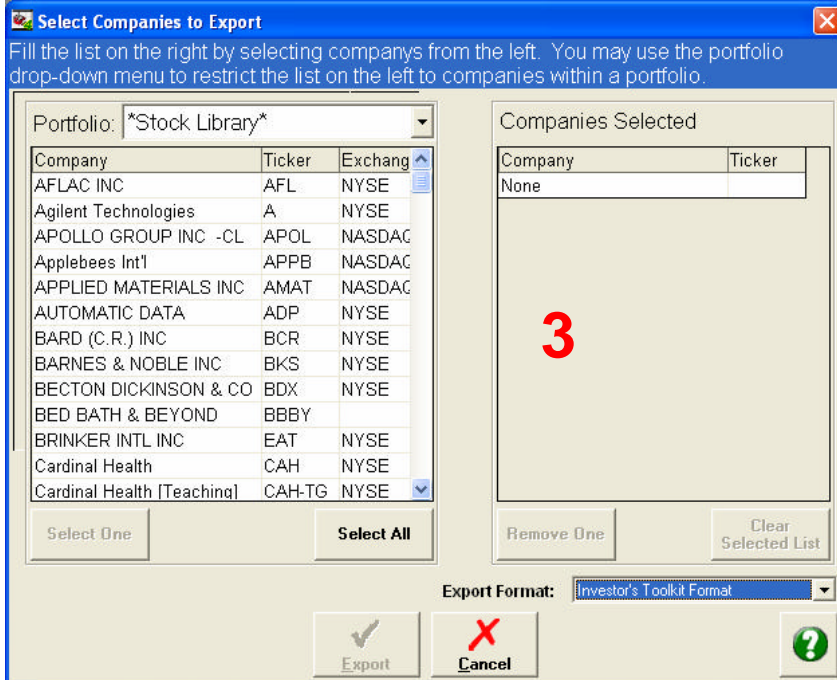 Select Companies to Export
Fill the list on the right by selecting companys from the left. You may use the portfolio
drop-down menu to restrict the list on the left to companies within a portfolio.
Portfolio: *Stock Library*
Company Ticker Exchang
AFLAC INC AFL NYSE
Agilent Technologies A NYSE
APOLLO GROUP INC -CL APOL NASDAQ
Applebees Int'l APPB NASDAQ
APPLIED MATERIALS INC AMAT NASDAQ
AUTOMATIC DATA ADP NYSE
BARD (C.R.) INC BCR NYSE
BARNES & NOBLE INC BKS NYSE
BECTON DICKINSON & CO BDX NYSE
BED BATH & BEYOND BBBY
BRINKER INTL INC EAT NYSE
Cardinal Health CAH NYSE
Cardinal Health [Teaching] CAH-TG NYSE
Select One
Select All
Companies Selected
Company Ticker
None
3
Remove One
Clear
Selected List
Export Format: Investor's Toolkit Format
Export
Cancel
?